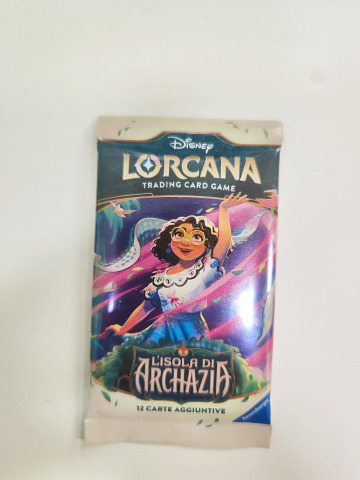 Disney
LORCANA
TRADING CARD GAME
L'ISOLA DI
ARCHAZIA
12 CARTE AGGIUNTIVE
Ravensburger